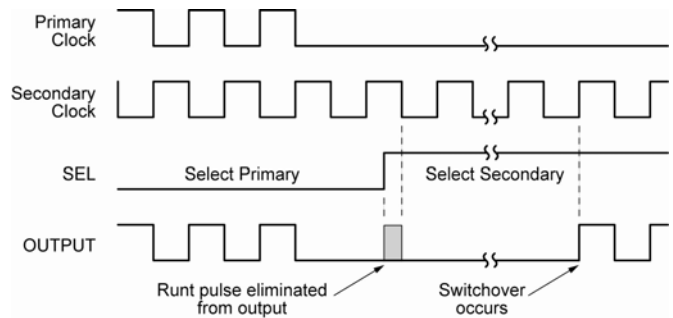 Primary
Clock
Secondary
Clock
SEL
Select Primary
Select Secondary
OUTPUT
Runt pulse eliminated
from output
Switchover
occurs